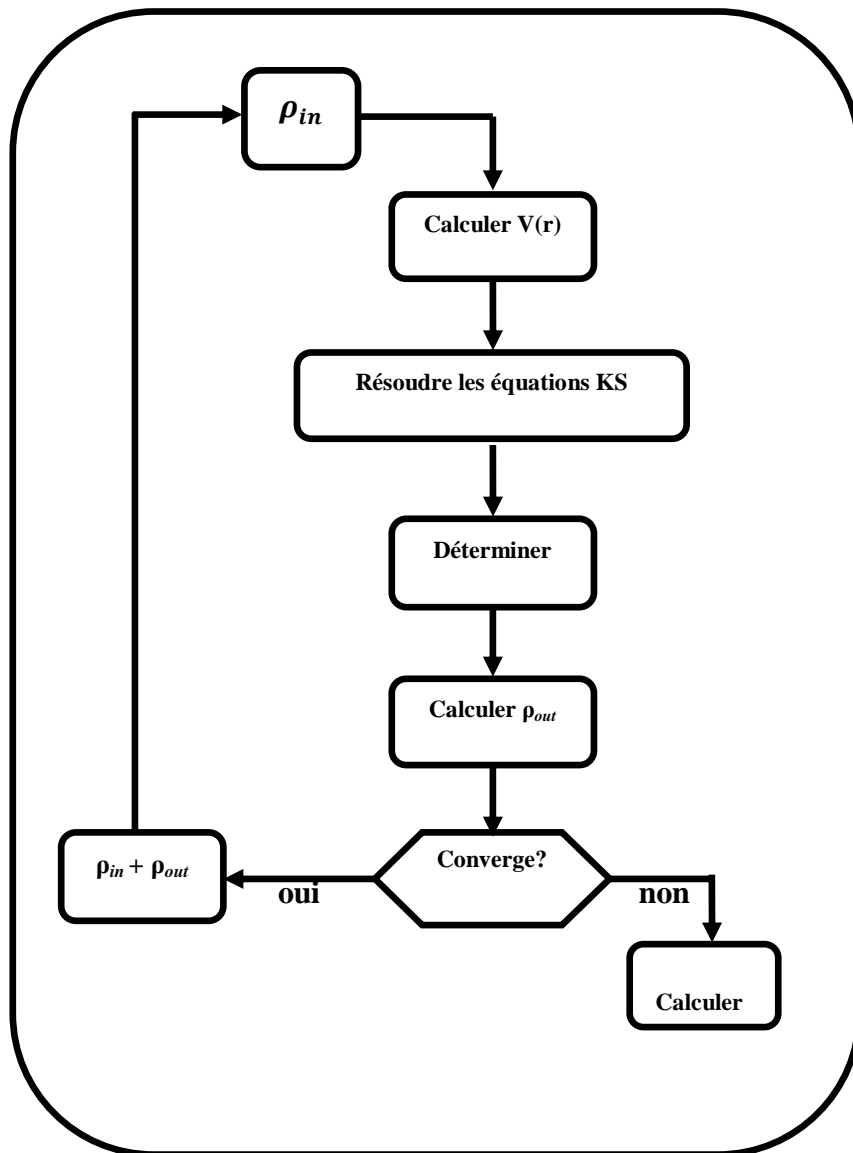 ρin
Calculer V(r)
Résoudre les équations KS
Déterminer
Calculer ρout
Converge?
ρin + ρout
oui
non
Calculer